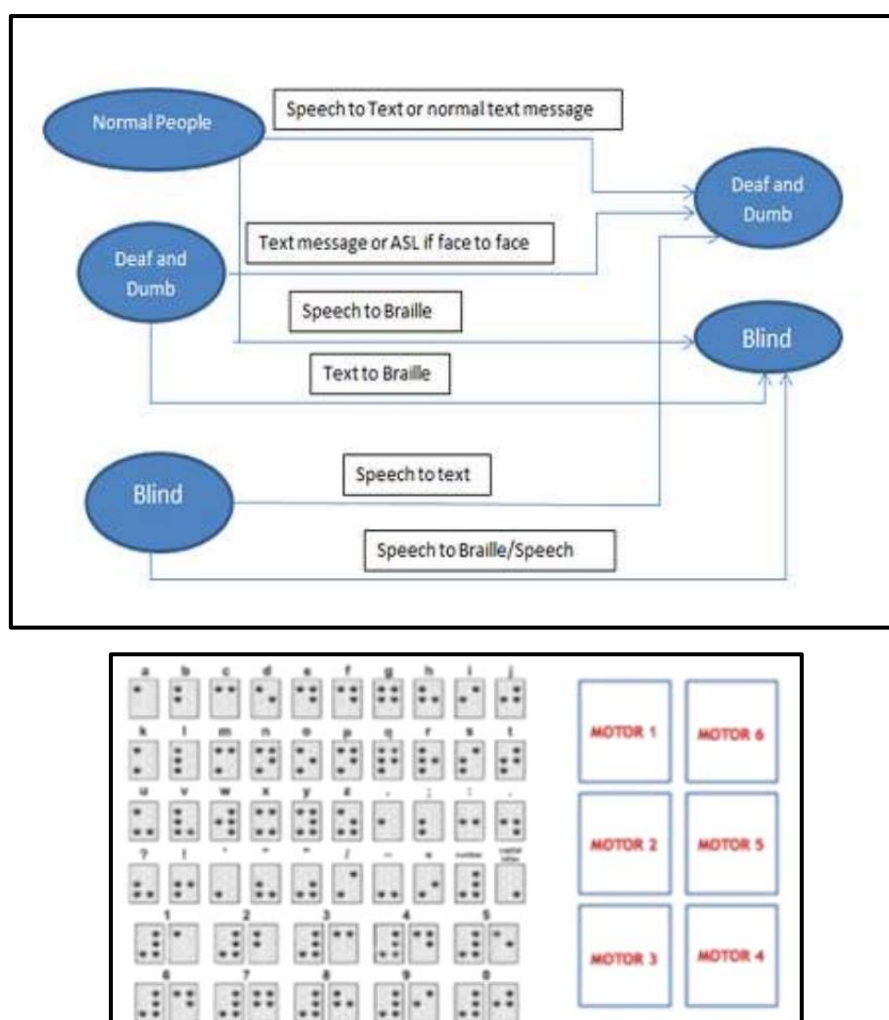 Speech to Text or normal text message
Normal People
Deaf and
Dumb
Text message or ASL if face to face
Deaf and
Dumb
Speech to Braille
Blind
Text to Braille
Speech to text
Blind
Speech to Braille/Speech
a b c d e f g h i j
k l m n o p q r s t
u v w x y z , ; : .
? ! /
number
capital
1 2 3 4 5
6 7 8 9 0
MOTOR 1 MOTOR 6
MOTOR 2 MOTOR 5
MOTOR 3 MOTOR 4